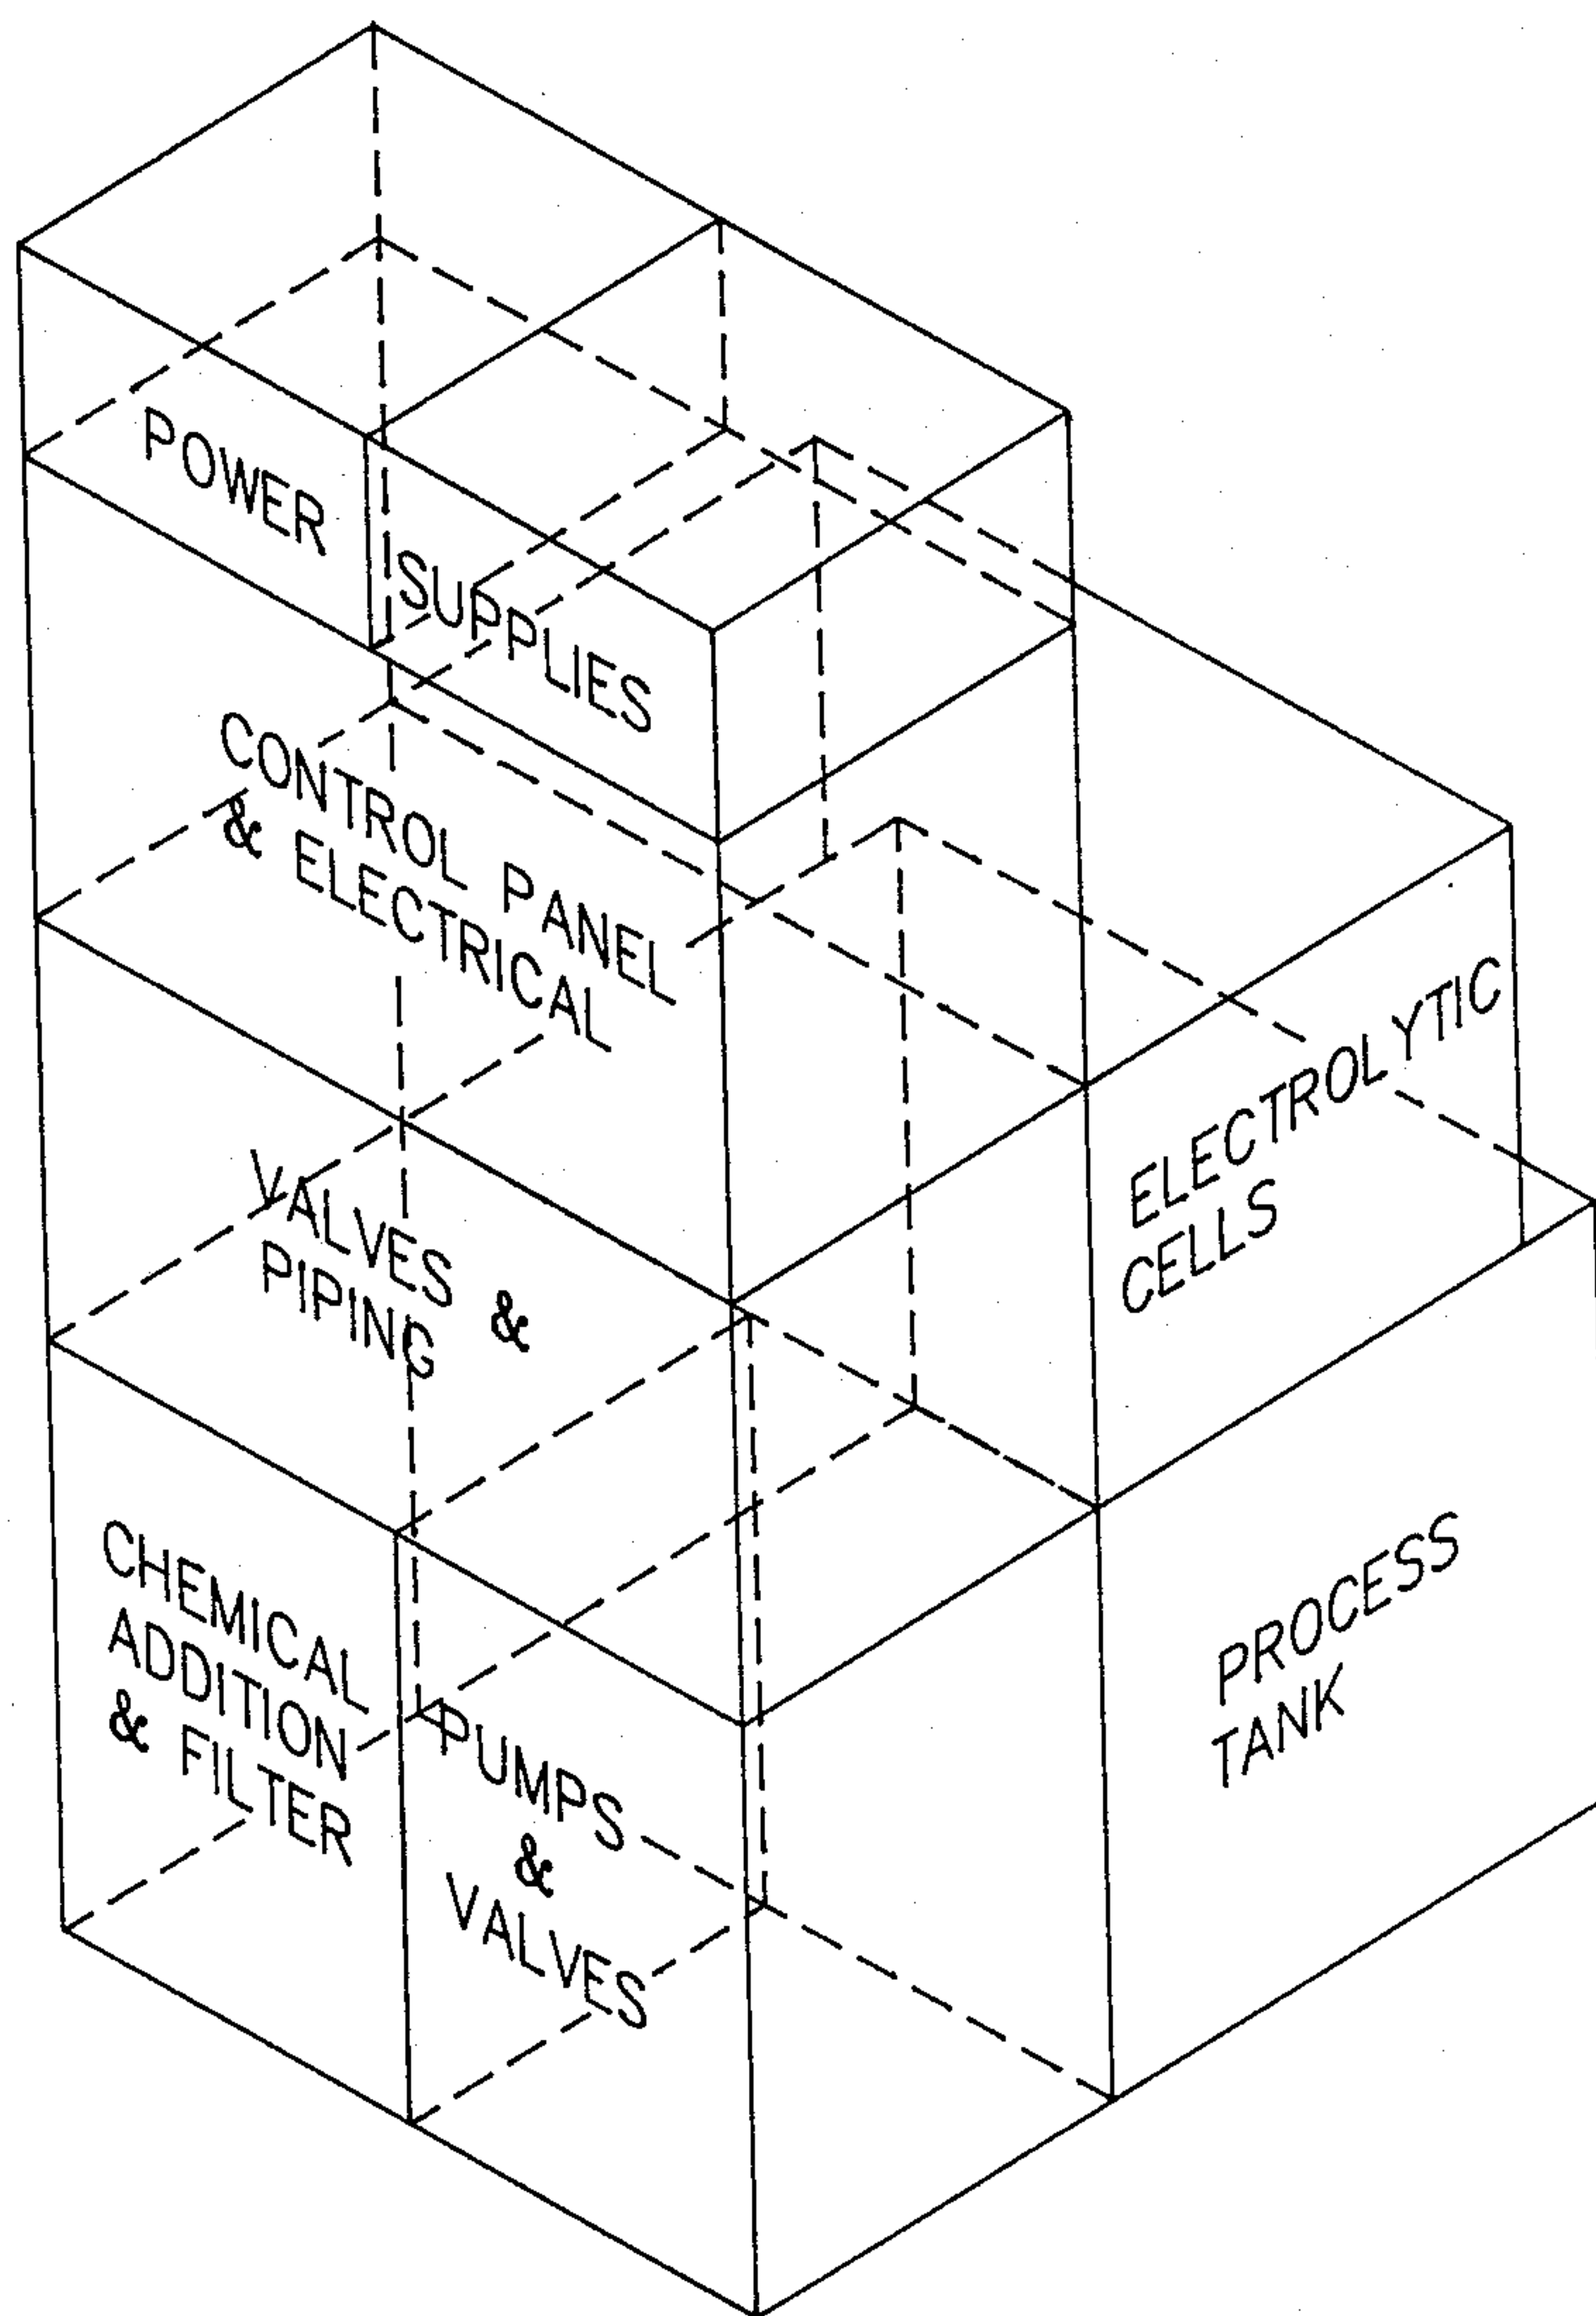 POWER
SUPPLIES
CONTROL PANEL
& ELECTRICAL
ELECTROLYTIC
CELLS
VALVES &
PIPING
CHEMICAL
ADDITION
& FILTER
PUMPS
&
VALVES
PROCESS
TANK